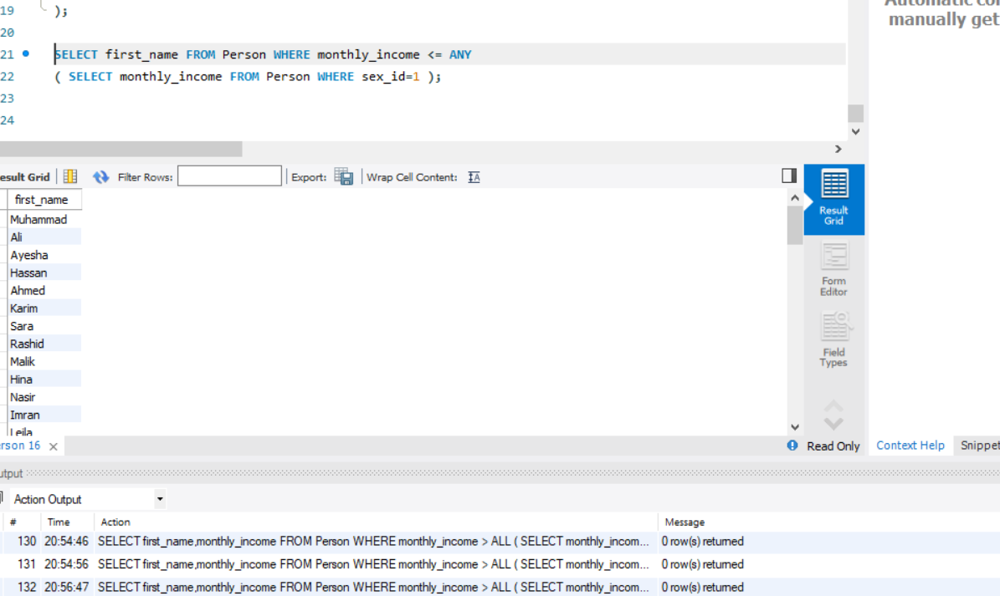 19 );
20
21 SELECT first_name FROM Person WHERE monthly_income <= ANY
22 ( SELECT monthly_income FROM Person WHERE sex_id=1 );
23
24
manually get
esult Grid Filter Rows: Export: Wrap Cell Content: IA
first_name
Muhammad
Ali
Ayesha
Hassan
Ahmed
Karim
Sara
Rashid
Malik
Hina
Nasir
Imran
Leila
Result
Grid
Form
Editor
Field
Types
erson 16 Read Only Context Help Snippet
utput
Action Output
# Time Action Message
130 20:54:46 SELECT first_name,monthly_income FROM Person WHERE monthly_income > ALL ( SELECT monthly_incom... 0 row(s) returned
131 20:54:56 SELECT first_name,monthly_income FROM Person WHERE monthly_income > ALL ( SELECT monthly_incom... 0 row(s) returned
132 20:56:47 SELECT first_name,monthly_income FROM Person WHERE monthly_income > ALL ( SELECT monthly_incom... 0 row(s) returned